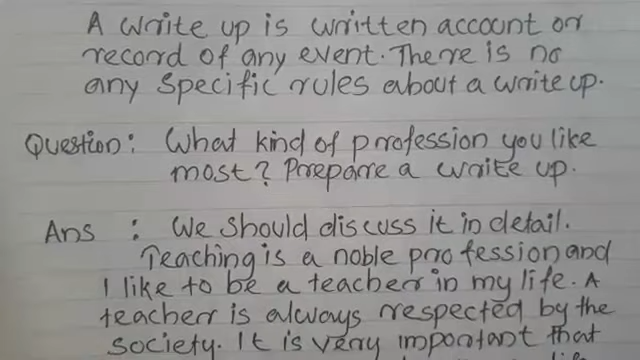 A write up is written account or
record of any event. There is no
any specific rules about a write up.
Question: What kind of profession you like
most? Prepare a write up.
Ans : We should discuss it in detail.
Teaching is a noble profession and
I like to be a teacher in my life. A
teacher is always respected by the
society. It is very important that